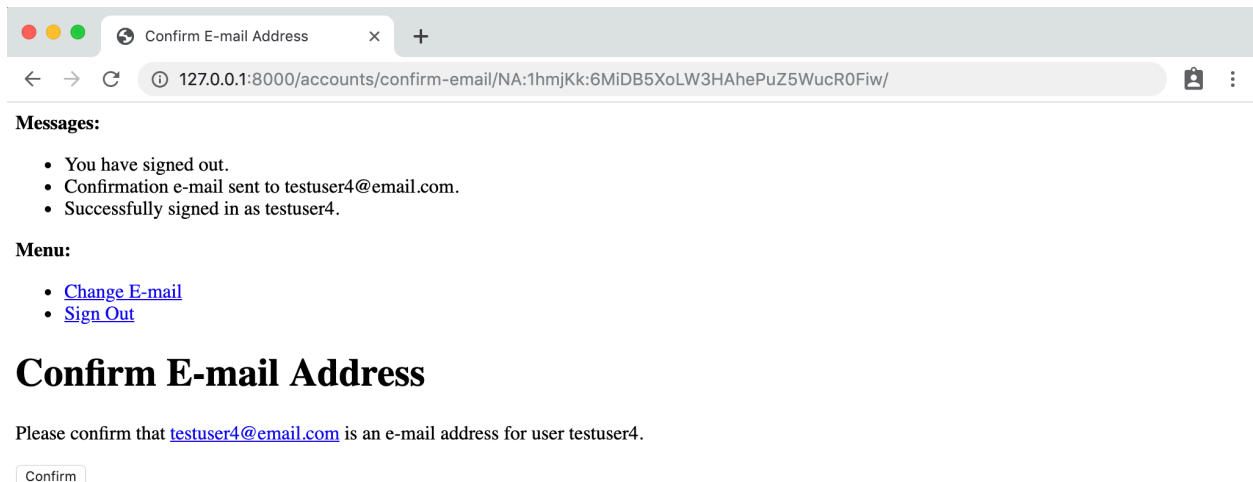 Confirm E-mail Address
127.0.0.1:8000/accounts/confirm-email/NA:1hmjKk:6MiDB5XoLW3HAhePuZ5WucR0Fiw/
Messages:
• You have signed out.
• Confirmation e-mail sent to testuser4@email.com.
• Successfully signed in as testuser4.
Menu:
• Change E-mail
• Sign Out
Confirm E-mail Address
Please confirm that testuser4@email.com is an e-mail address for user testuser4.
Confirm